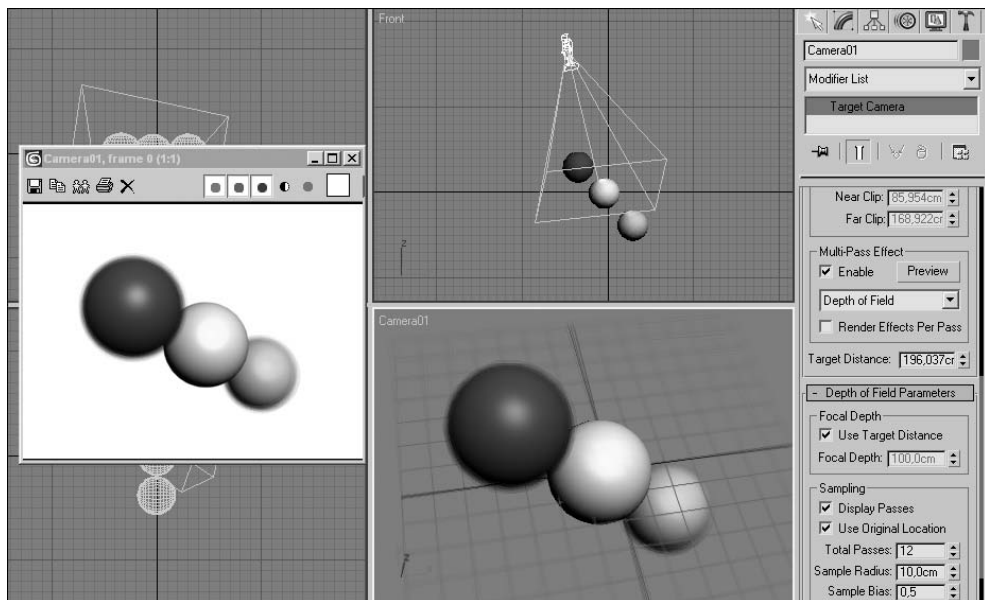 Front
Camera01
Modifier List
Target Camera
Camera01, frame 0 (1:1)
Near Clip: 85,954cm
Far Clip: 168,922cr
Multi-Pass Effect
Enable
Preview
Depth of Field
Render Effects Per Pass
Target Distance: 196,037cr
- Depth of Field Parameters
Focal Depth
Use Target Distance
Focal Depth: 100,0cm
Sampling
Display Passes
Use Original Location
Total Passes: 12
Sample Radius: 10,0cm
Sample Bias: 0,5
Camera01
z
z